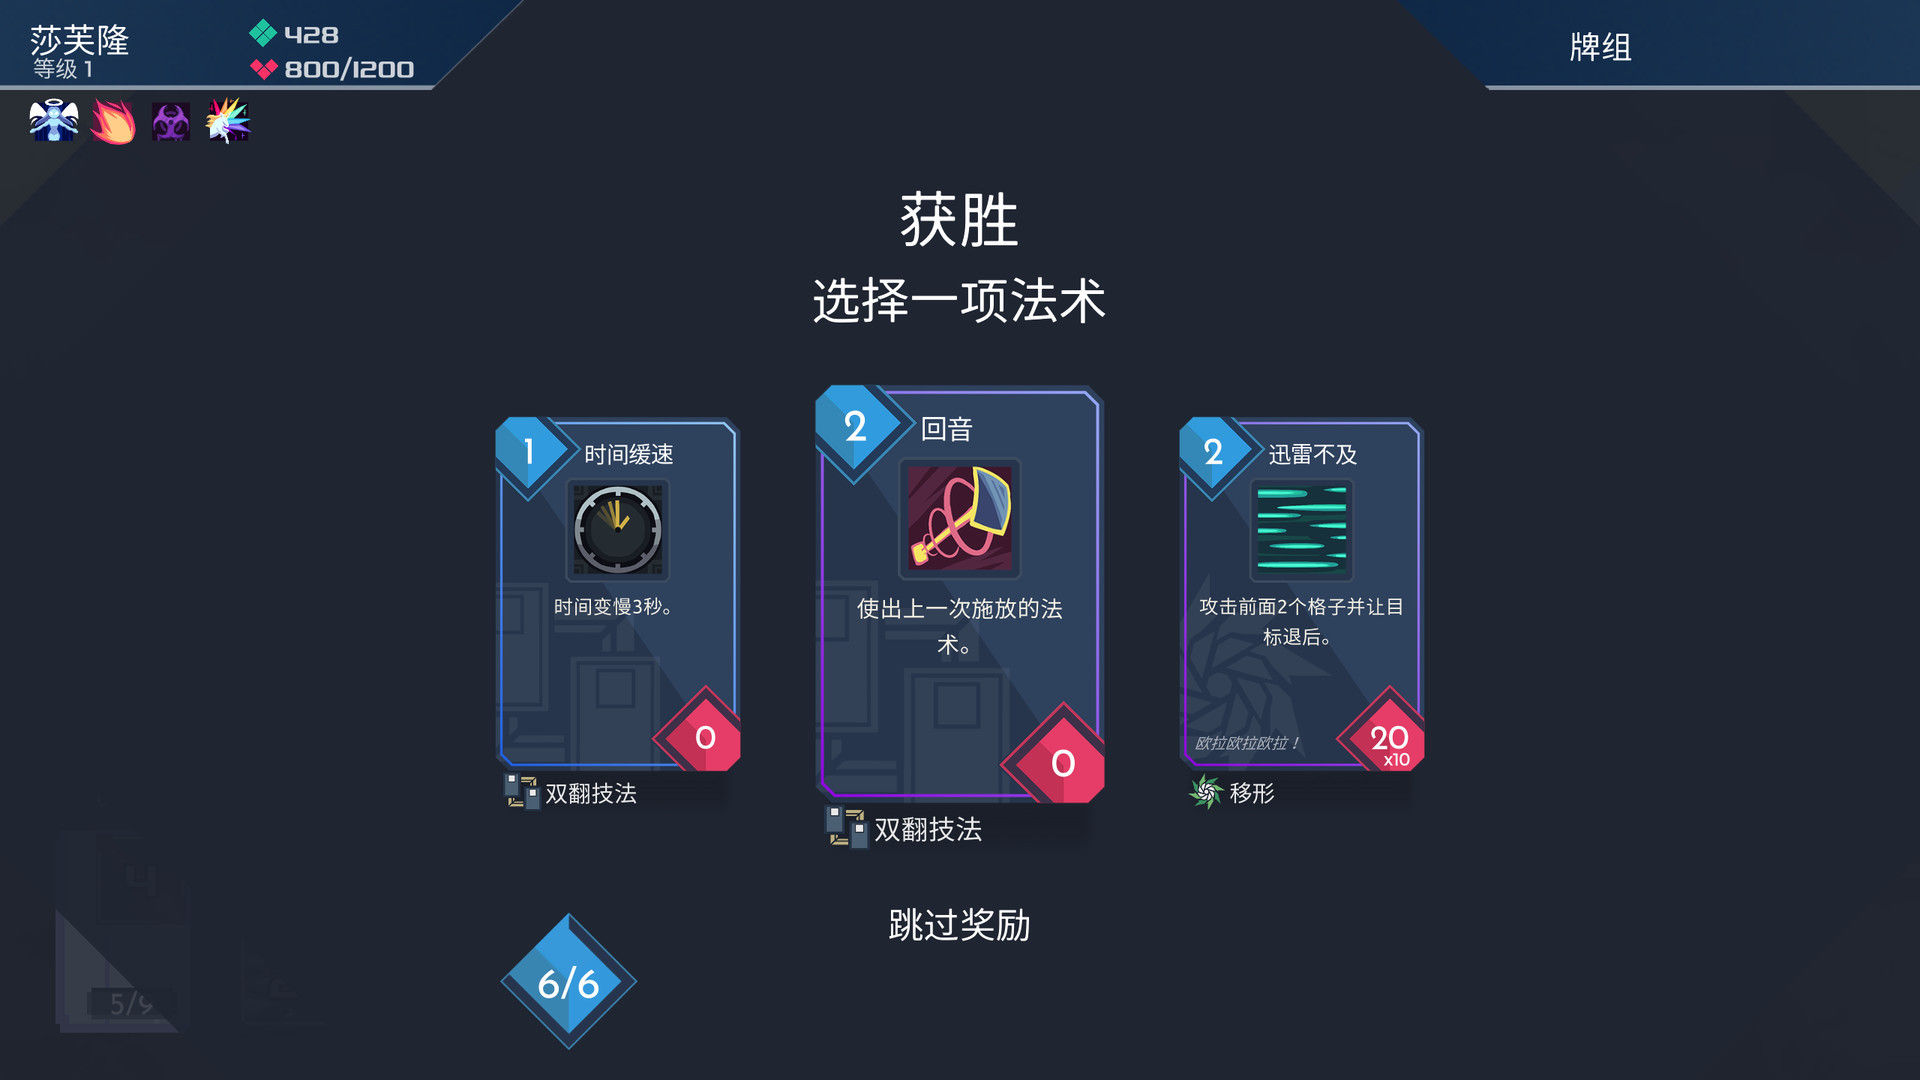 莎芙隆
等级 1
428
800/1200
牌组
获胜
选择一项法术
1
时间缓速
时间变慢3秒。
0
双翻技法
2
回音
使出上一次施放的法
术。
0
双翻技法
2
迅雷不及
攻击前面2个格子并让目
标退后。
欧拉欧拉欧拉！
20
x10
移形
跳过奖励
6/6
5/9